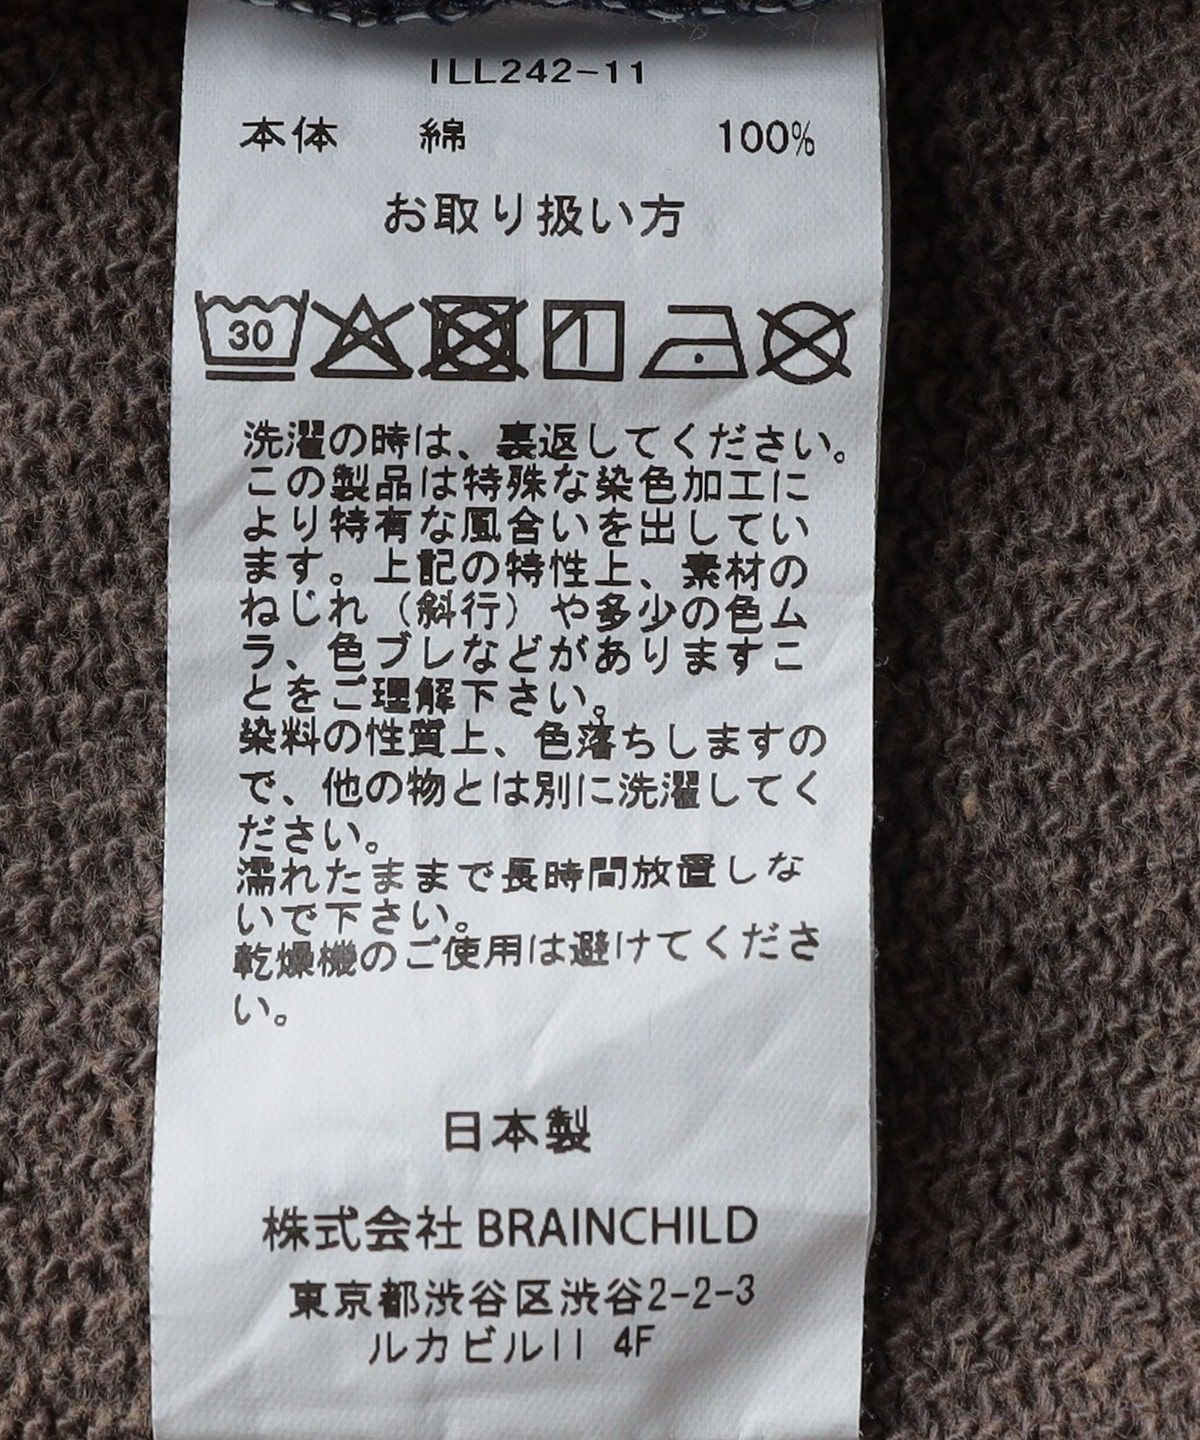 ILL242-11
本体 綿 100%
お取り扱い方
30
洗濯の時は、裏返してください。
この製品は特殊な染色加工に
より特有な風合いを出してい
ます。上記の特性上、素材の
ねじれ（斜行）や多少の色ム
ラ、色ブレなどがありますこ
とをご理解下さい。
染料の性質上、色落ちしますの
で、他の物とは別に洗濯してく
ださい。
濡れたままで長時間放置しな
いで下さい。
乾燥機のご使用は避けてくださ
い。
日本製
株式会社 BRAINCHILD
東京都渋谷区渋谷2-2-3
ルカビルII 4F